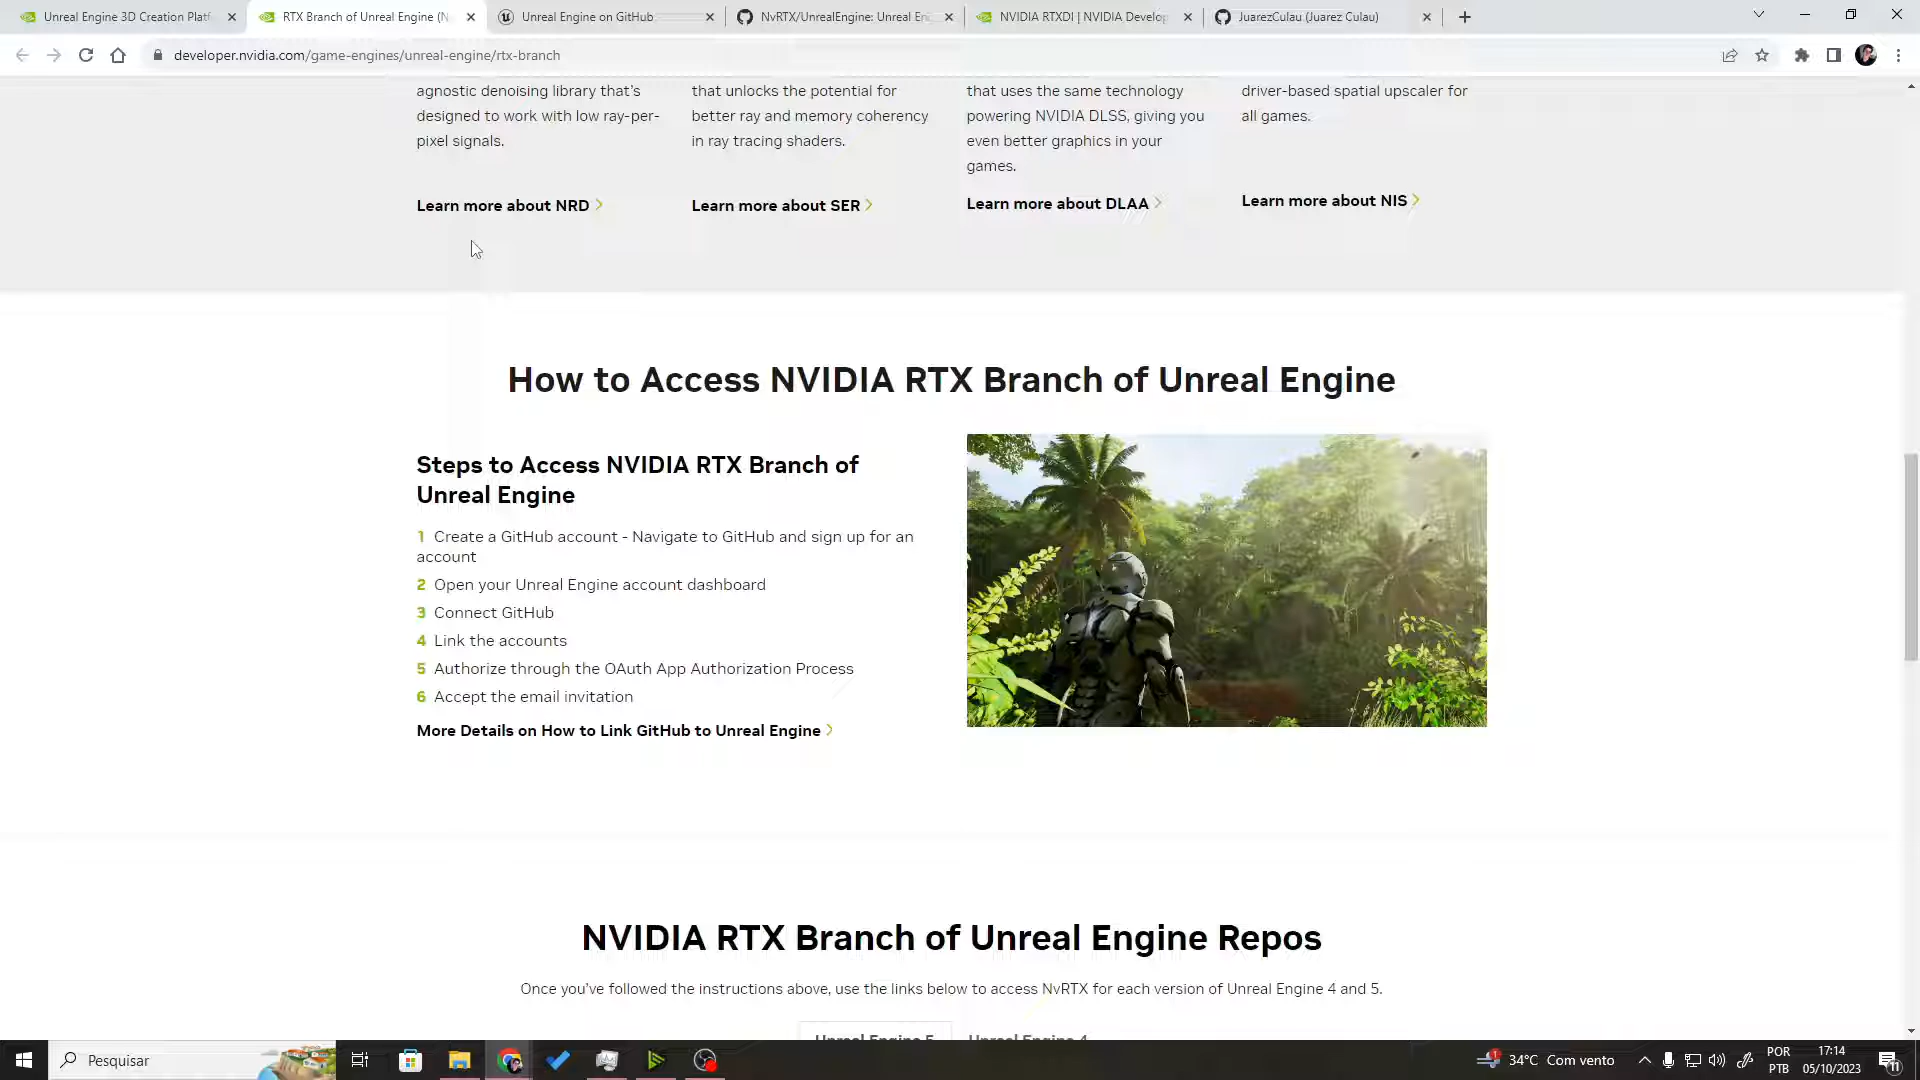 Unreal Engine 3D Creation Platf
RTX Branch of Unreal Engine (N
Unreal Engine on GitHub
NvRTX/UnrealEngine: Unreal En
NVIDIA RTXDI | NVIDIA Develop
JuarezCulau (Juarez Culau)
developer.nvidia.com/game-engines/unreal-engine/rtx-branch
agnostic denoising library that's
designed to work with low ray-per-
pixel signals.
Learn more about NRD
that unlocks the potential for
better ray and memory coherency
in ray tracing shaders.
Learn more about SER
that uses the same technology
powering NVIDIA DLSS, giving you
even better graphics in your
games.
Learn more about DLAA
driver-based spatial upscaler for
all games.
Learn more about NIS
How to Access NVIDIA RTX Branch of Unreal Engine
Steps to Access NVIDIA RTX Branch of
Unreal Engine
1 Create a GitHub account - Navigate to GitHub and sign up for an
account
2 Open your Unreal Engine account dashboard
3 Connect GitHub
4 Link the accounts
5 Authorize through the OAuth App Authorization Process
6 Accept the email invitation
More Details on How to Link GitHub to Unreal Engine
NVIDIA RTX Branch of Unreal Engine Repos
Once you've followed the instructions above, use the links below to access NvRTX for each version of Unreal Engine 4 and 5.
Unreal Engine 5
Unreal Engine 4
Pesquisar
1
34°C Com vento
POR
PTB
17:14
05/10/2023
11